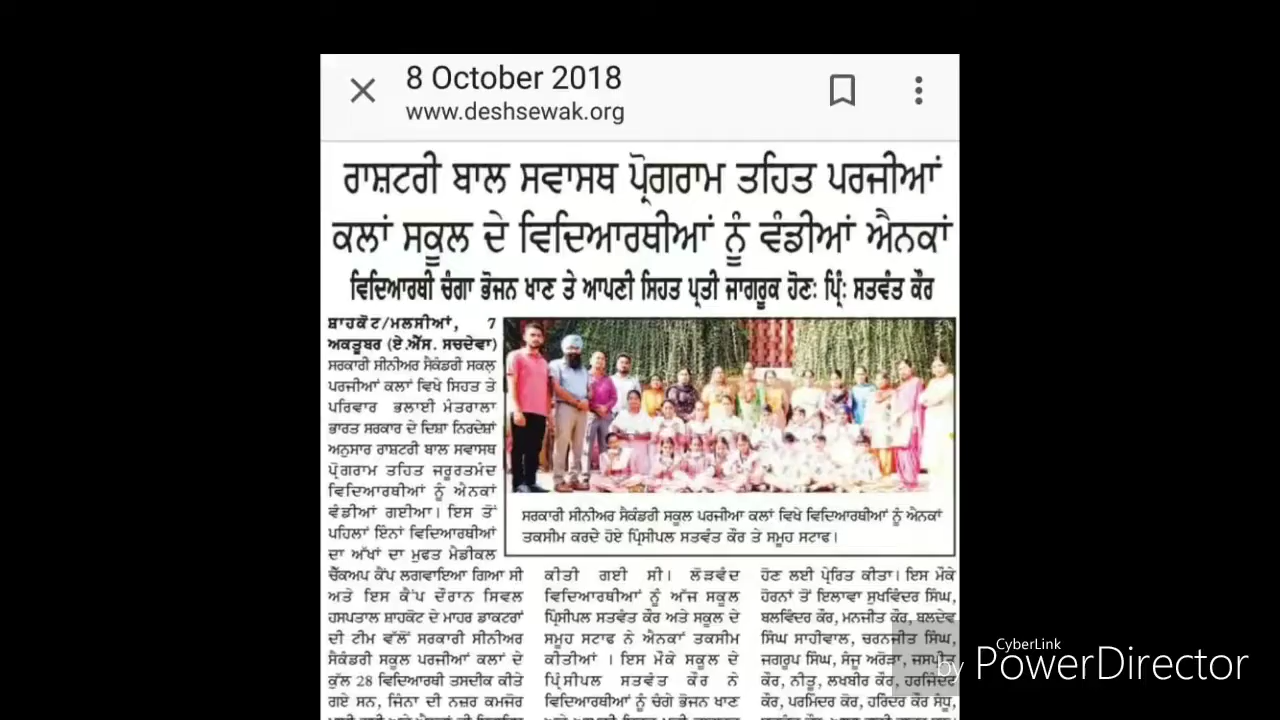 8 October 2018
www.deshsewak.org
ਰਾਸ਼ਟਰੀ ਬਾਲ ਸਵਾਸਥ ਪ੍ਰੋਗਰਾਮ ਤਹਿਤ ਪਰਜੀਆਂ
ਕਲਾਂ ਸਕੂਲ ਦੇ ਵਿਦਿਆਰਥੀਆਂ ਨੂੰ ਵੰਡੀਆਂ ਐਨਕਾਂ
ਵਿਦਿਆਰਥੀ ਚੰਗਾ ਭੋਜਨ ਖਾਣ ਤੇ ਆਪਣੀ ਸਿਹਤ ਪ੍ਰਤੀ ਜਾਗਰੂਕ ਹੋਣ: ਪ੍ਰਿੰ: ਸਤਵੰਤ ਕੌਰ
ਸ਼ਾਹਕੋਟ/ਮਲਸੀਆਂ, 7
ਅਕਤੂਬਰ (ਏ.ਐੱਸ. ਸਚਦੇਵਾ)
ਸਰਕਾਰੀ ਸੀਨੀਅਰ ਸੈਕੰਡਰੀ ਸਕੂਲ
ਪਰਜੀਆਂ ਕਲਾਂ ਵਿਖੇ ਸਿਹਤ ਤੇ
ਪਰਿਵਾਰ ਭਲਾਈ ਮੰਤਰਾਲਾ
ਭਾਰਤ ਸਰਕਾਰ ਦੇ ਦਿਸ਼ਾ ਨਿਰਦੇਸ਼ਾਂ
ਅਨੁਸਾਰ ਰਾਸ਼ਟਰੀ ਬਾਲ ਸਵਾਸਥ
ਪ੍ਰੋਗਰਾਮ ਤਹਿਤ ਜਰੂਰਤਮੰਦ
ਵਿਦਿਆਰਥੀਆਂ ਨੂੰ ਐਨਕਾਂ
ਵੰਡੀਆਂ ਗਈਆ। ਇਸ ਤੋਂ
ਪਹਿਲਾਂ ਇੰਨਾਂ ਵਿਦਿਆਰਥੀਆਂ
ਦਾ ਅੱਖਾਂ ਦਾ ਮੁਫਤ ਮੈਡੀਕਲ
ਚੈੱਕਅਪ ਕੈਂਪ ਲਗਵਾਇਆ ਗਿਆ ਸੀ
ਅਤੇ ਇਸ ਕੈਂਪ ਦੌਰਾਨ ਸਿਵਲ
ਹਸਪਤਾਲ ਸ਼ਾਹਕੋਟ ਦੇ ਮਾਹਰ ਡਾਕਟਰਾਂ
ਦੀ ਟੀਮ ਵੱਲੋਂ ਸਰਕਾਰੀ ਸੀਨੀਅਰ
ਸੈਕੰਡਰੀ ਸਕੂਲ ਪਰਜੀਆਂ ਕਲਾਂ ਦੇ
ਕੁੱਲ 28 ਵਿਦਿਆਰਥੀ ਤਸਦੀਕ ਕੀਤੇ
ਗਏ ਸਨ, ਜਿੰਨਾ ਦੀ ਨਜ਼ਰ ਕਮਜੋਰ
ਸਰਕਾਰੀ ਸੀਨੀਅਰ ਸੈਕੰਡਰੀ ਸਕੂਲ ਪਰਜੀਆ ਕਲਾਂ ਵਿਖੇ ਵਿਦਿਆਰਥੀਆਂ ਨੂੰ ਐਨਕਾਂ
ਤਕਸੀਮ ਕਰਦੇ ਹੋਏ ਪ੍ਰਿੰਸੀਪਲ ਸਤਵੰਤ ਕੌਰ ਤੇ ਸਮੂਹ ਸਟਾਫ।
ਕੀਤੀ ਗਈ ਸੀ। ਲੋੜਵੰਦ
ਵਿਦਿਆਰਥੀਆਂ ਨੂੰ ਅੱਜ ਸਕੂਲ
ਪ੍ਰਿੰਸੀਪਲ ਸਤਵੰਤ ਕੌਰ ਅਤੇ ਸਕੂਲ ਦੇ
ਸਮੂਹ ਸਟਾਫ ਨੇ ਐਨਕਾਂ ਤਕਸੀਮ
ਕੀਤੀਆਂ । ਇਸ ਮੌਕੇ ਸਕੂਲ ਦੇ
ਪ੍ਰਿੰਸੀਪਲ ਸਤਵੰਤ ਕੌਰ ਨੇ
ਵਿਦਿਆਰਥੀਆਂ ਨੂੰ ਚੰਗੇ ਭੋਜਨ ਖਾਣ
ਹੋਣ ਲਈ ਪ੍ਰੇਰਿਤ ਕੀਤਾ। ਇਸ ਮੌਕੇ
ਹੋਰਨਾਂ ਤੋਂ ਇਲਾਵਾ ਸੁਖਵਿੰਦਰ ਸਿੰਘ,
ਬਲਵਿੰਦਰ ਕੌਰ, ਮਨਜੀਤ ਕੌਰ, ਬਲਦੇਵ
ਸਿੰਘ ਸਾਹੀਵਾਲ, ਚਰਨਜੀਤ ਸਿੰਘ,
ਜਗਰੂਪ ਸਿੰਘ, ਸੰਜੂ ਅਰੋੜਾ, ਜਸਪ੍ਰੀਤ
ਕੌਰ, ਨੀਤੂ, ਲਖਬੀਰ ਕੌਰ, ਹਰਜਿੰਦਰ
ਕੌਰ, ਪਰਮਿੰਦਰ ਕੋਰ, ਹਰਿੰਦਰ ਕੌਰ ਸੰਧੂ,
CyberLink
by PowerDirector